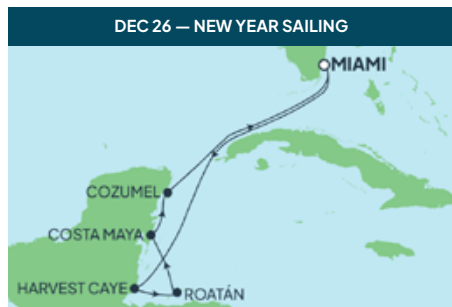 DEC 26 — NEW YEAR SAILING
MIAMI
COZUMEL
COSTA MAYA
HARVEST CAYE
ROATÁN